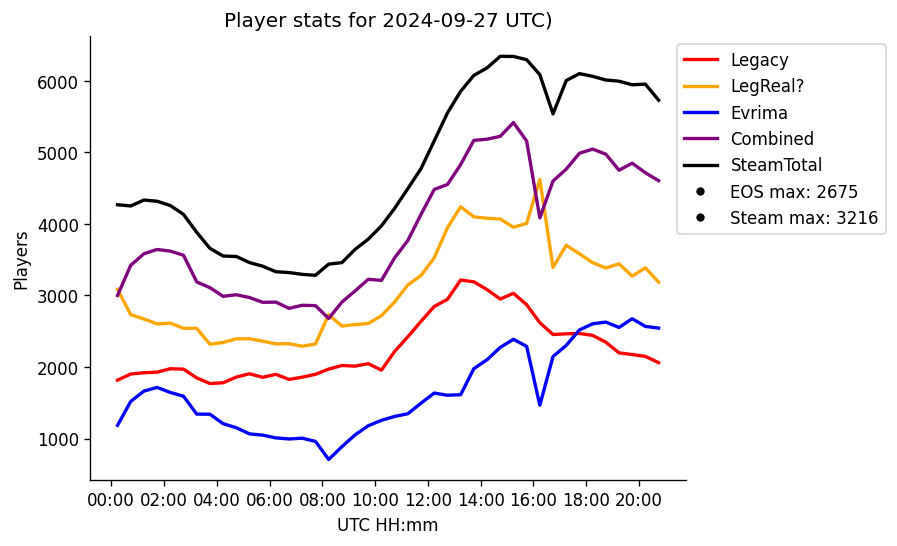 Player stats for 2024-09-27 UTC)
Players
6000
5000
4000
3000
2000
1000
00:00 02:00 04:00 06:00 08:00 10:00 12:00 14:00 16:00 18:00 20:00
UTC HH:mm
Legacy
LegReal?
Evrima
Combined
SteamTotal
EOS max: 2675
Steam max: 3216